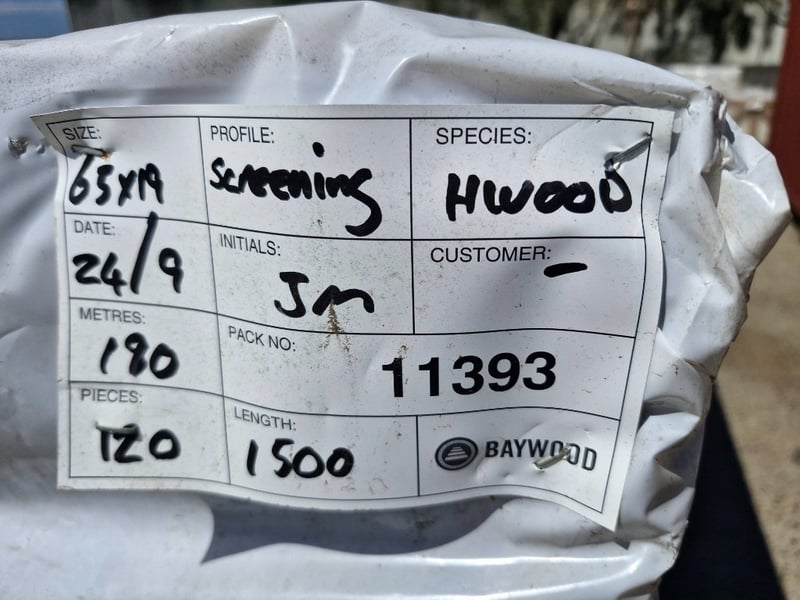 SIZE:
65x19
PROFILE:
Screening
SPECIES:
HWOOD
DATE:
24/9
INITIALS:
Jm
CUSTOMER:
-
METRES:
180
PACK NO:
11393
PIECES:
120
LENGTH:
1500
BAYWOOD